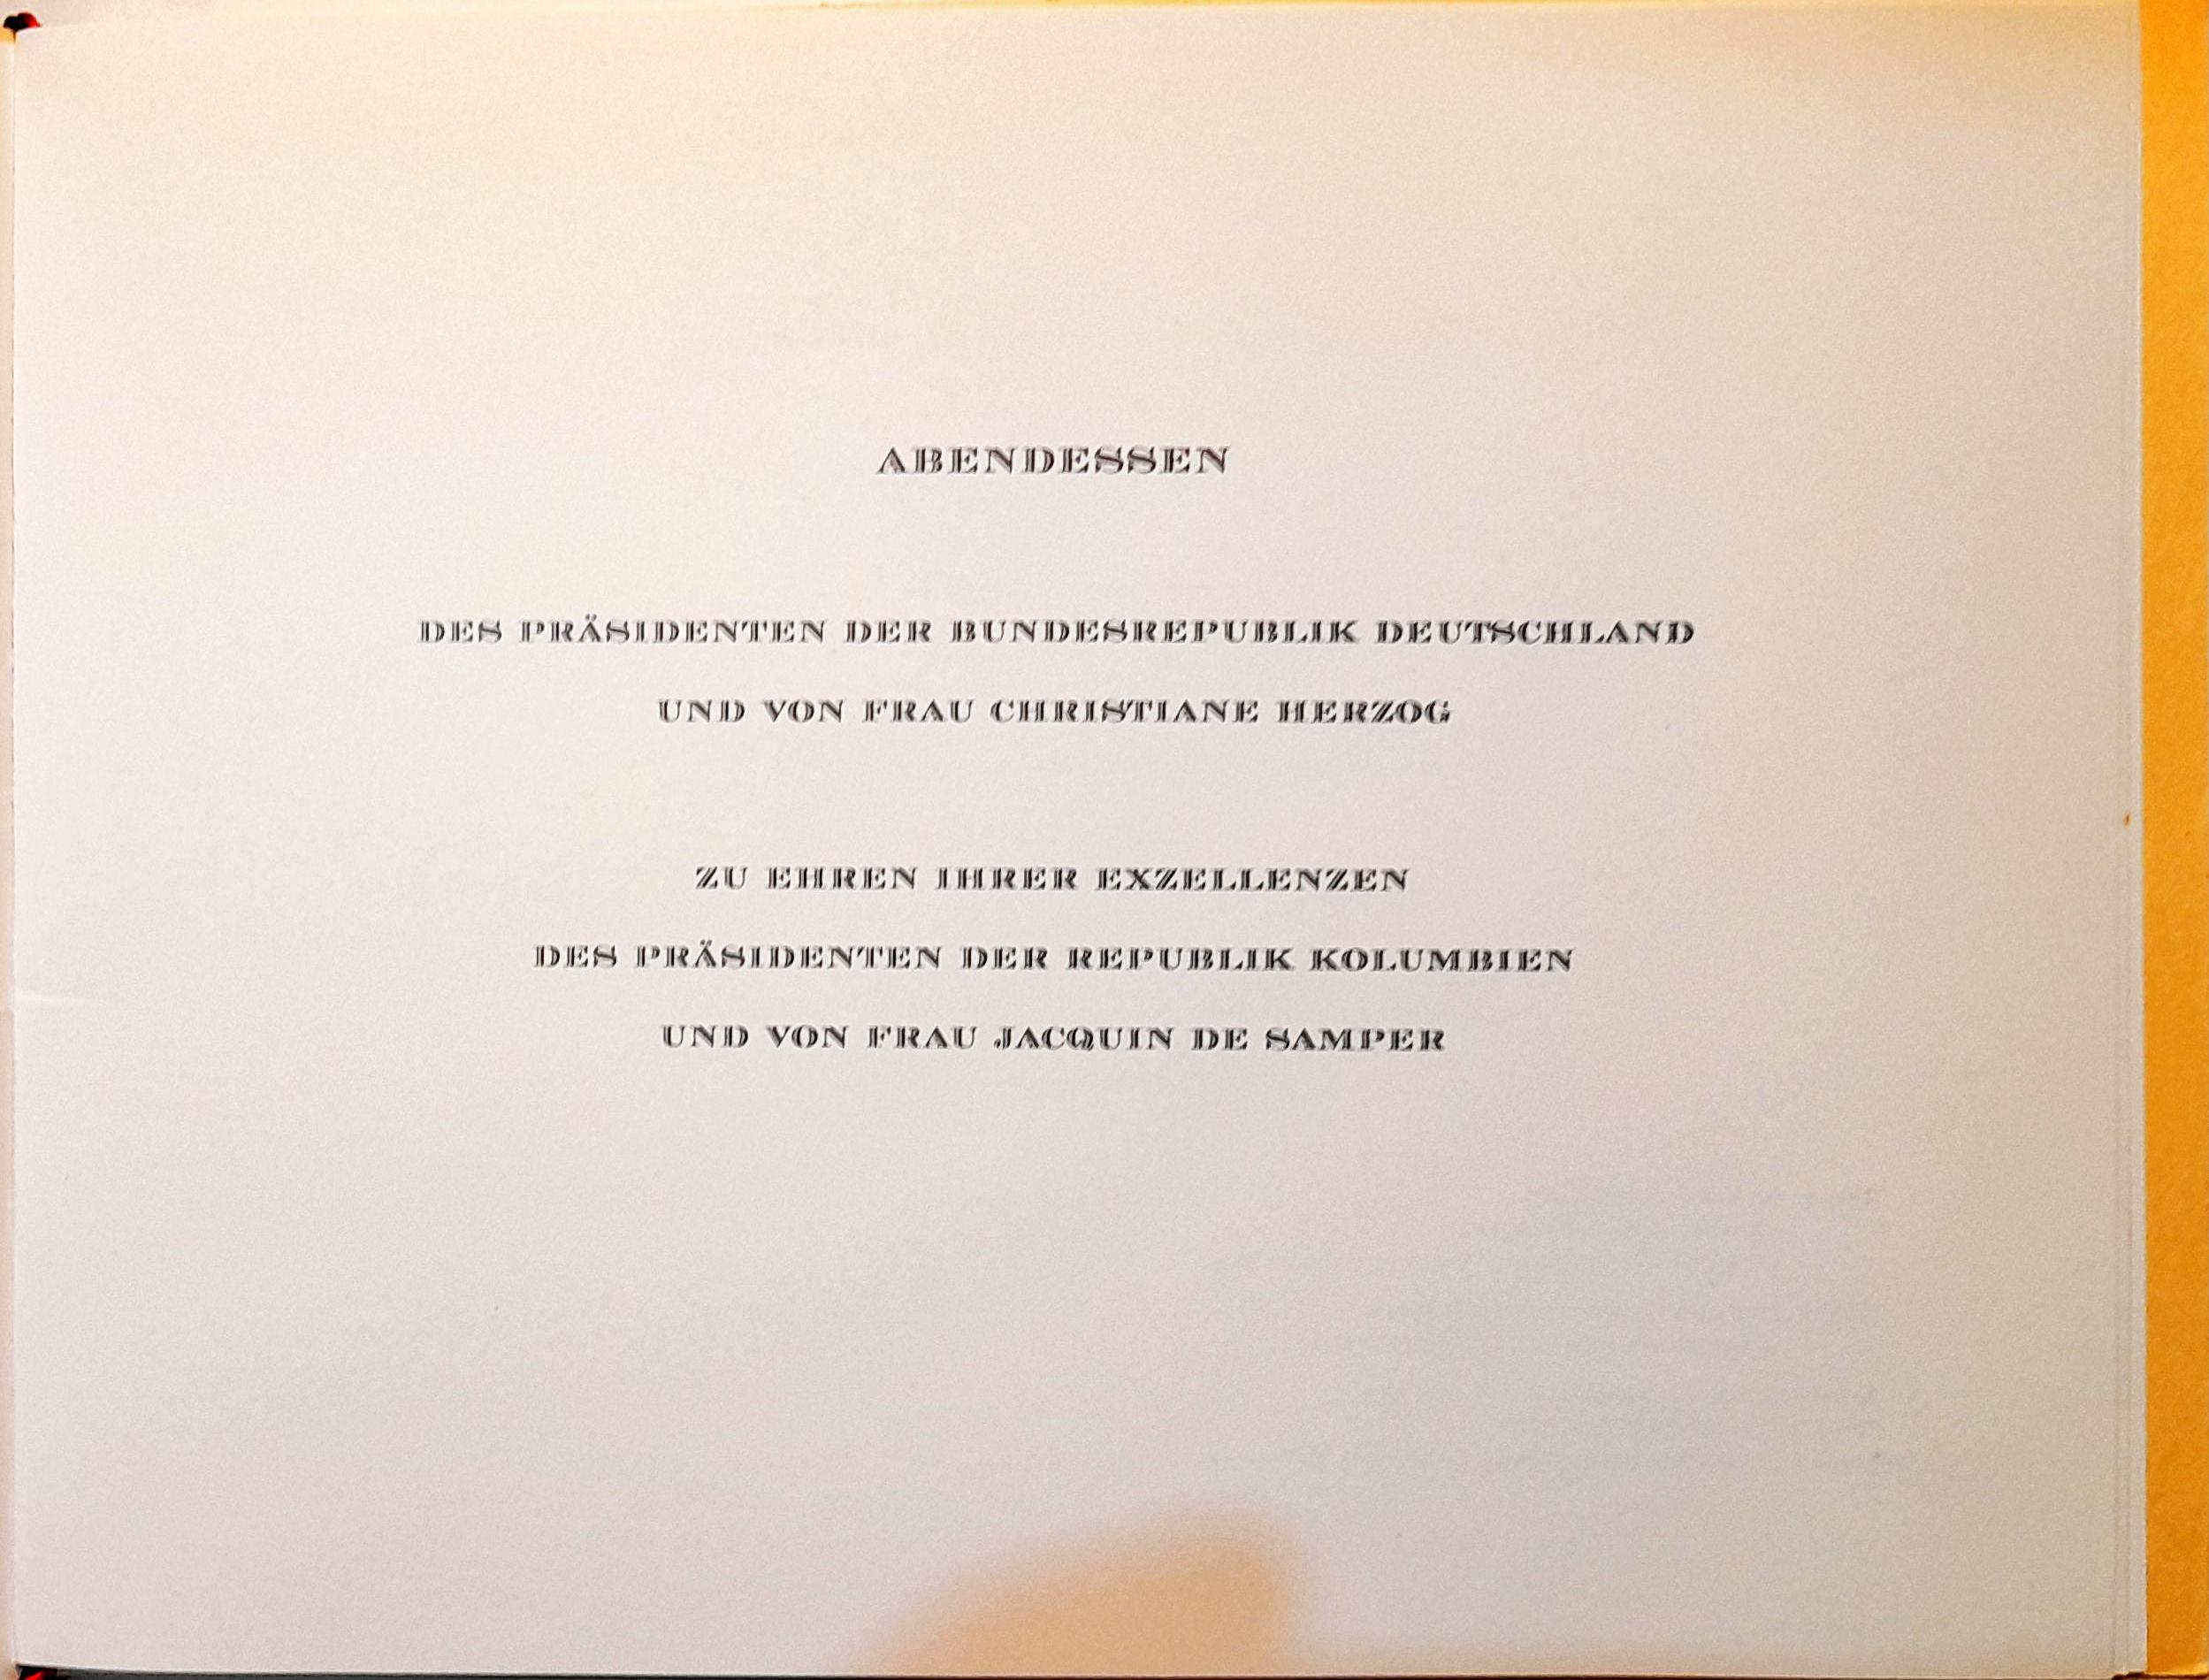 ABENDESSEN
DES PRÄSIDENTEN DER BUNDESREPUBLIK DEUTSCHLAND
UND VON FRAU CHRISTIANE HERZOG
ZU EHREN IHRER EXZELLENZEN
DES PRÄSIDENTEN DER REPUBLIK KOLUMBIEN
UND VON FRAU JACQUIN DE SAMPER